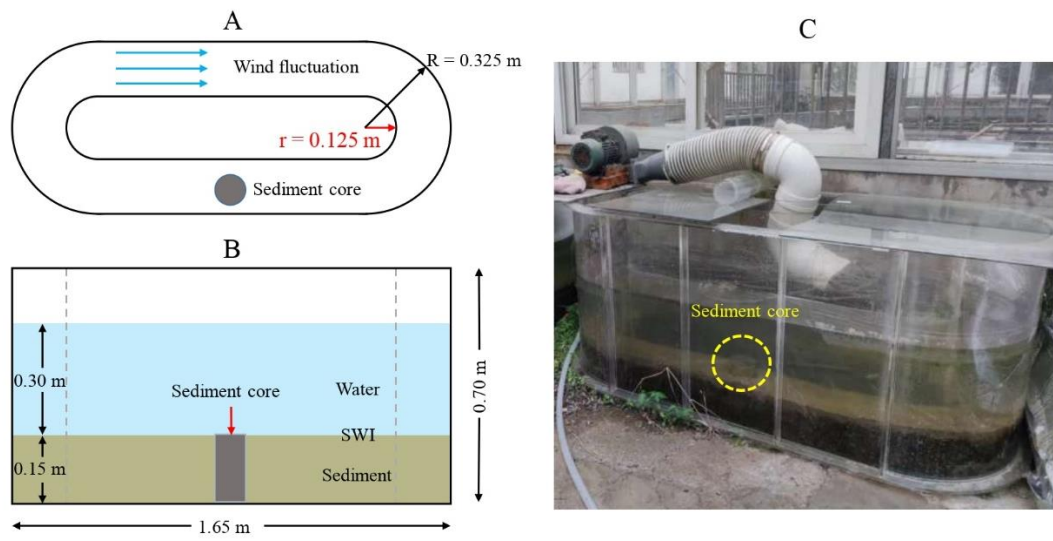 A
Wind fluctuation
R = 0.325 m
r = 0.125 m
Sediment core
B
0.30 m
0.15 m
Sediment core
Water
SWI
Sediment
0.70 m
1.65 m
C
Sediment core